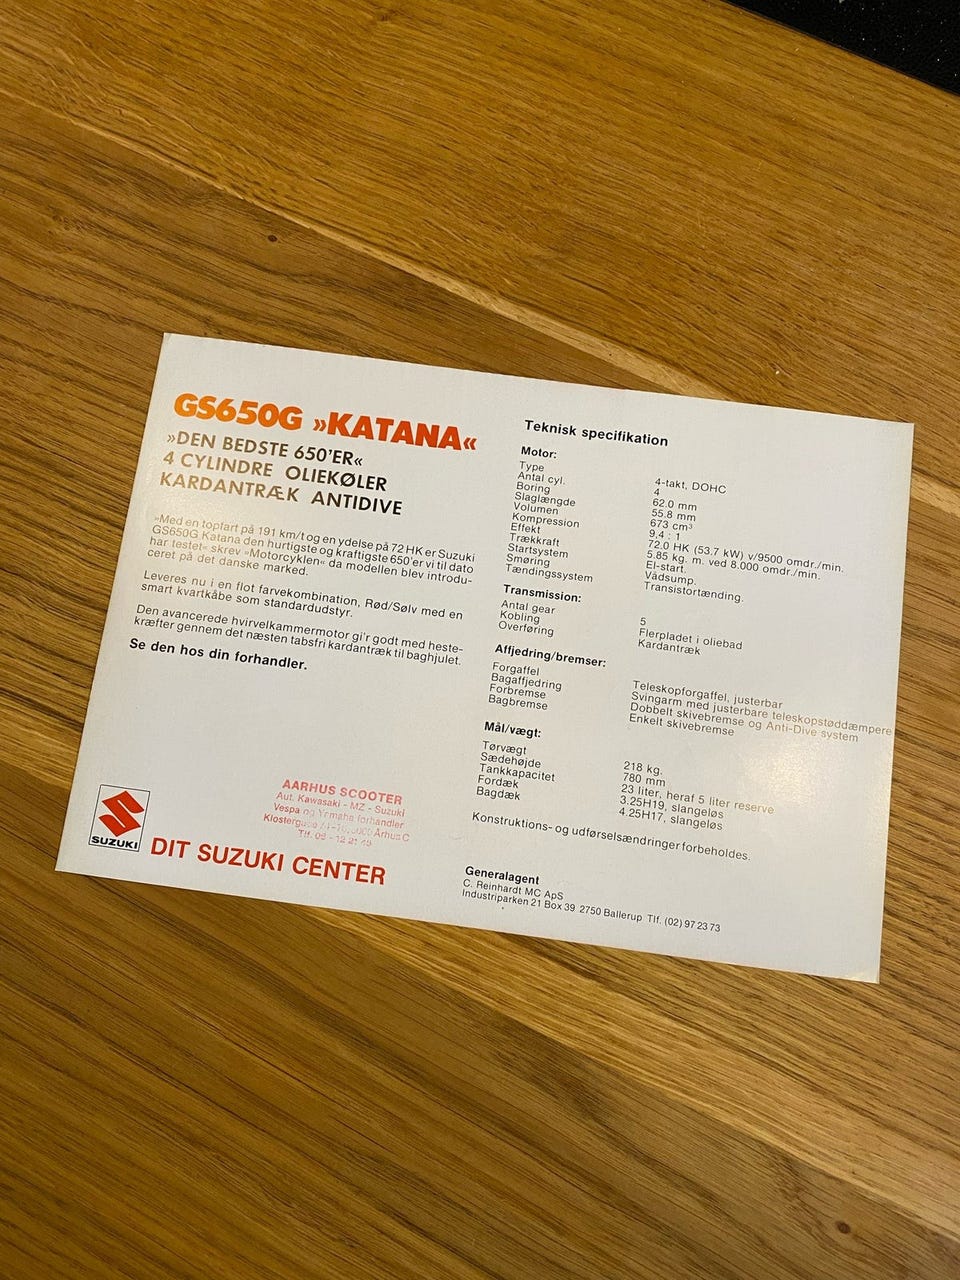 GS650G »KATANA«
»DEN BEDSTE 650'ER«
4 CYLINDRE OLIEKØLER
KARDANTRÆK ANTIDIVE
»Med en topfart på 191 km/t og en ydelse på 72 HK er Suzuki
GS650G Katana den hurtigste og kraftigste 650'er vi til dato
har testet« skrev »Motorcyklen« da modellen blev introdu-
ceret på det danske marked.
Leveres nu i en flot farvekombination, Rød/Sølv med en
smart kvartkåbe som standardudstyr.
Den avancerede hvirvelkammermotor gi'r godt med heste-
kræfter gennem det næsten tabsfri kardantræk til baghjulet.
Se den hos din forhandler.
AARHUS SCOOTER
Aut. Kawasaki - MZ - Suzuki
Vespa og forhandler
8000 Århus C
Tlf. 06 - 12 21
SUZUKI
DIT SUZUKI CENTER
Teknisk specifikation
Motor:
Type 4-takt, DOHC
Antal cyl. 4
Boring 62.0 mm
Slaglængde 55.8 mm
Volumen 673 cm³
Kompression 9,4 : 1
Effekt 72.0 HK (53.7 kW) v/9500 omdr./min.
Trækkraft 5.85 kg. m. ved 8.000 omdr./min.
Startsystem El-start.
Smøring Vådsump.
Tændingssystem Transistortænding.
Transmission:
Antal gear 5
Kobling Flerpladet i oliebad
Overføring Kardantræk
Affjedring/bremser:
Forgaffel Teleskopforgaffel, justerbar
Bagaffjedring Svingarm med justerbare teleskopstøddæmpere
Forbremse Dobbelt skivebremse og Anti-Dive system
Bagbremse Enkelt skivebremse
Mål/vægt:
Tørvægt 218 kg.
Sædehøjde 780 mm
Tankkapacitet 23 liter, heraf 5 liter reserve
Fordæk 3.25H19, slangeløs
Bagdæk 4.25H17, slangeløs
Konstruktions- og udførselsændringer forbeholdes.
Generalagent
C. Reinhardt MC ApS
Industriparken 21 Box 39 2750 Ballerup Tlf. (02) 97 23 73